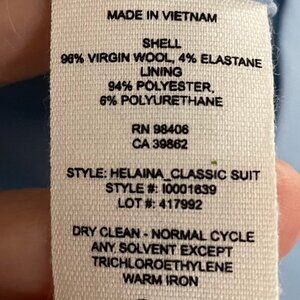 MADE IN VIETNAM
SHELL
96% VIRGIN WOOL, 4% ELASTANE
LINING
94% POLYESTER,
6% POLYURETHANE
RN 98406
CA 39862
STYLE: HELAINA_CLASSIC SUIT
STYLE #: I0001639
LOT #: 417992
DRY CLEAN - NORMAL CYCLE
ANY SOLVENT EXCEPT
TRICHLOROETHYLENE
WARM IRON